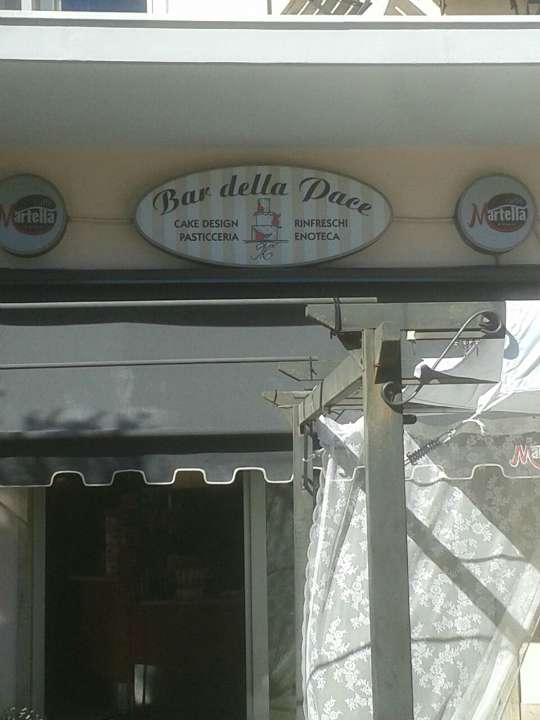 Bar della Pace
CAKE DESIGN RINFRESCHI
PASTICCERIA ENOTECA
Martella
Martella